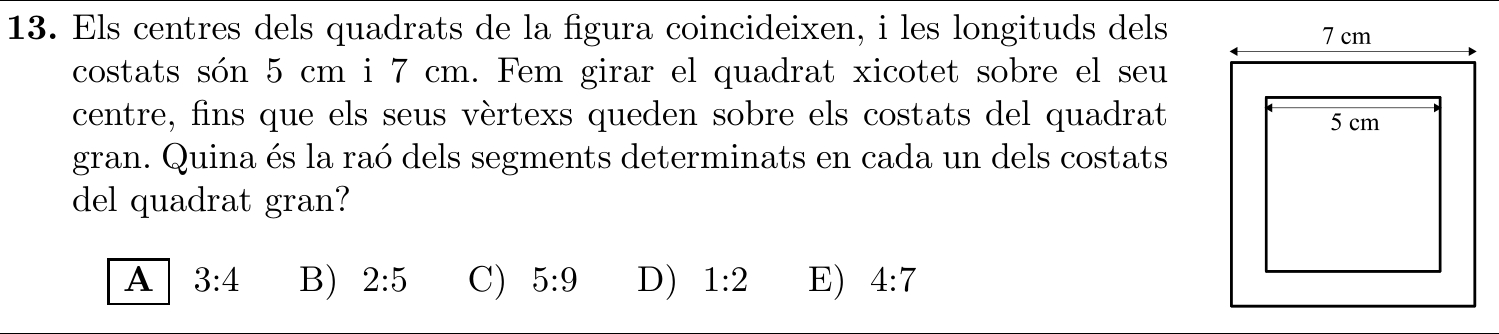 13. Els centres dels quadrats de la figura coincideixen, i les longituds dels
costats són 5 cm i 7 cm. Fem girar el quadrat xicotet sobre el seu
centre, fins que els seus vèrtexs queden sobre els costats del quadrat
gran. Quina és la raó dels segments determinats en cada un dels costats
del quadrat gran?
A 3:4 B) 2:5 C) 5:9 D) 1:2 E) 4:7
7 cm
5 cm